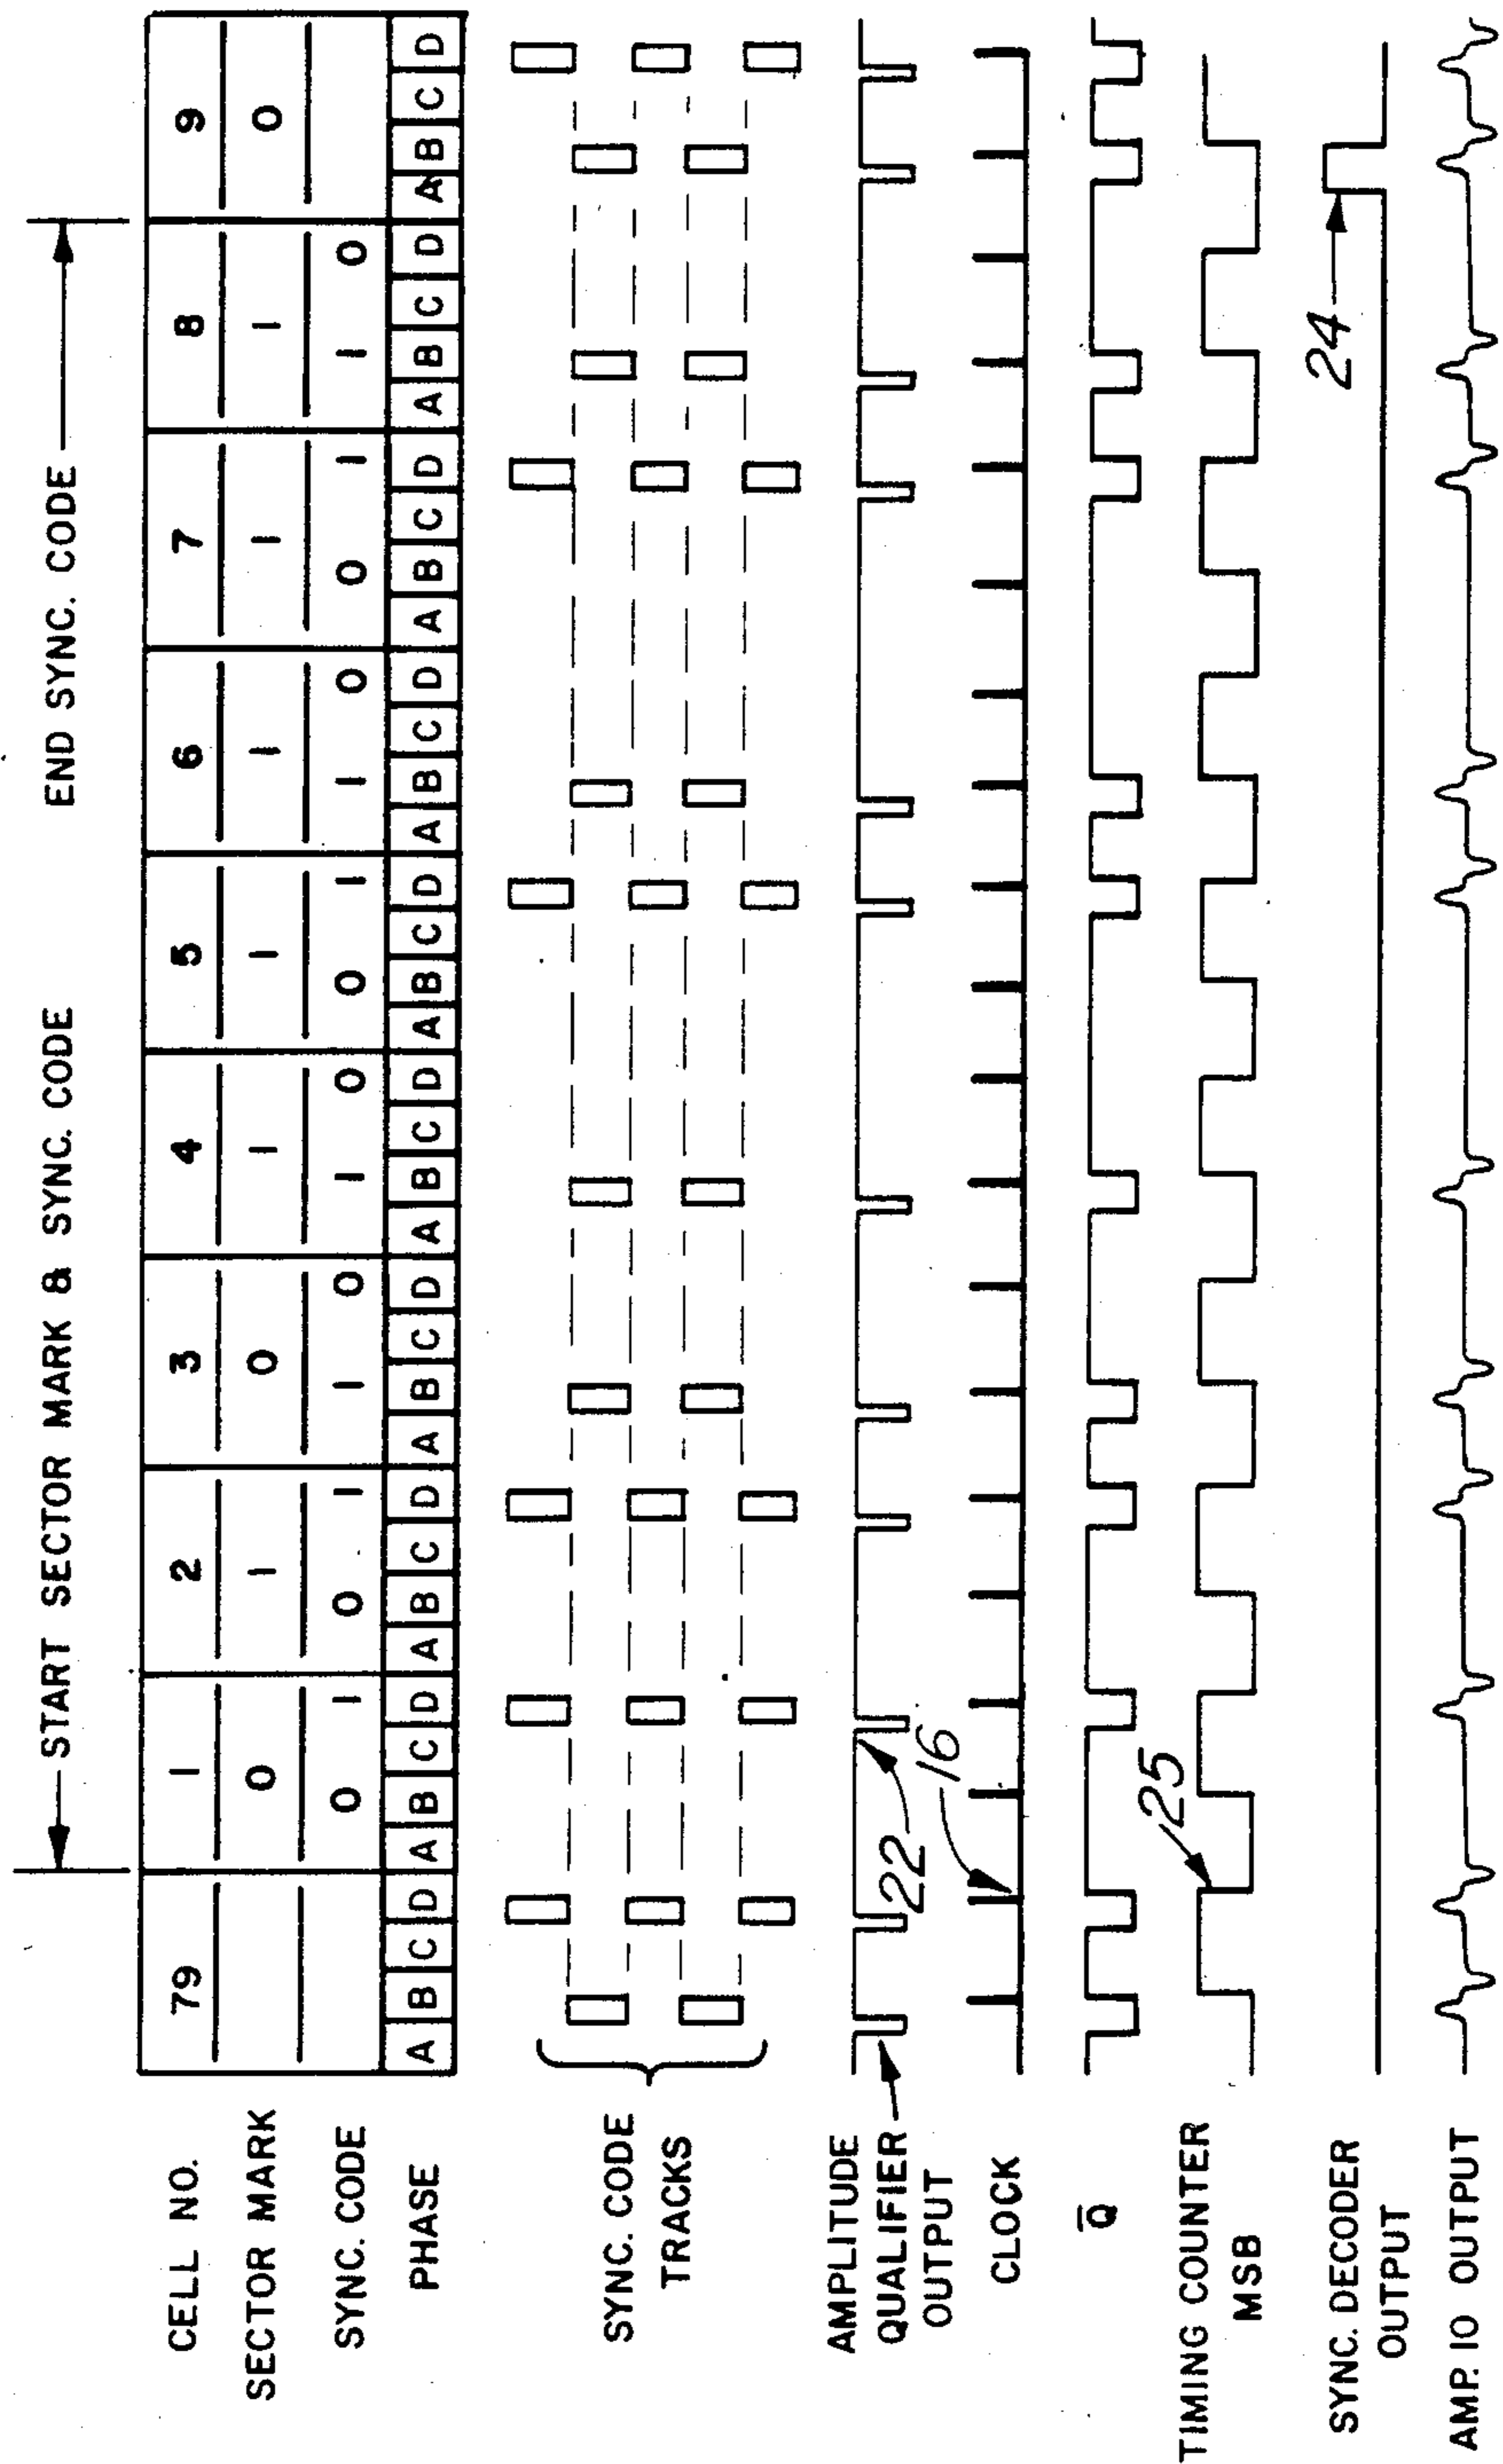 START SECTOR MARK & SYNC. CODE END SYNC. CODE
CELL NO. 79 1 2 3 4 5 6 7 8 9
SECTOR MARK 0 1 0 1 1 1 1 1 0
SYNC. CODE 0 1 0 1 1 0 1 0 0 1 1 0 0 1 1 0
PHASE A B C D A B C D A B C D A B C D A B C D A B C D A B C D A B C D A B C D A B C D
SYNC. CODE
TRACKS
AMPLITUDE
QUALIFIER
OUTPUT
22
CLOCK
16
Q̅
TIMING COUNTER
MSB
25
SYNC. DECODER
OUTPUT
24
AMP. 10 OUTPUT